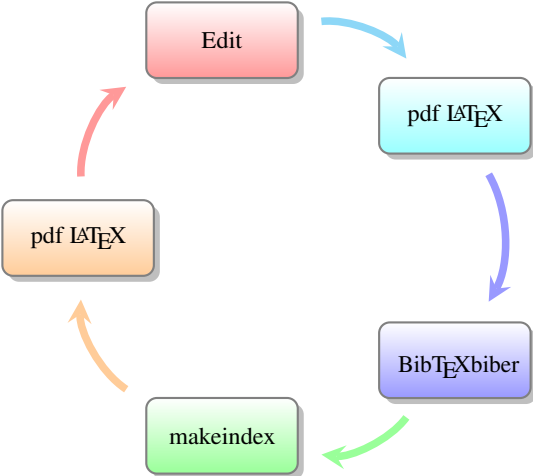 Edit
pdf LATEX
BibTEXbiber
makeindex
pdf LATEX